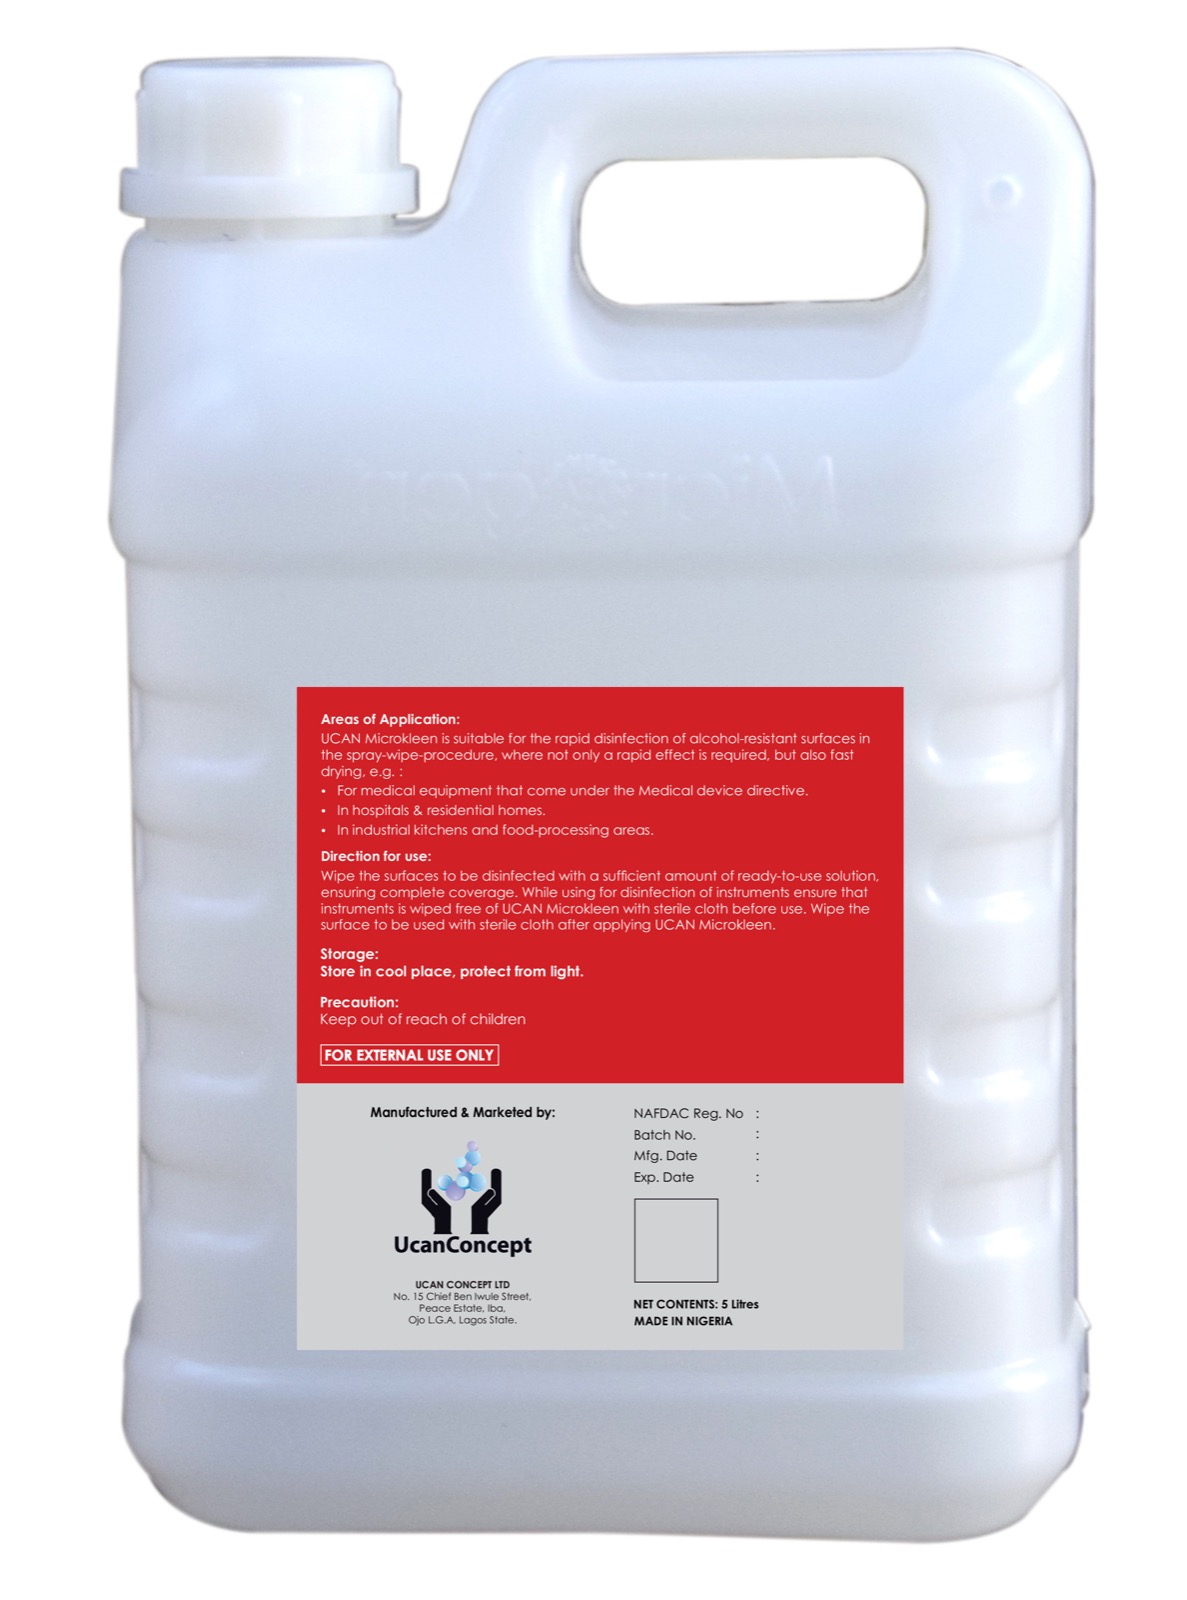 Microgen
Areas of Application:
UCAN Microkleen is suitable for the rapid disinfection of alcohol-resistant surfaces in
the spray-wipe-procedure, where not only a rapid effect is required, but also fast
drying, e.g. :
• For medical equipment that come under the Medical device directive.
• In hospitals & residential homes.
• In industrial kitchens and food-processing areas.
Direction for use:
Wipe the surfaces to be disinfected with a sufficient amount of ready-to-use solution,
ensuring complete coverage. While using for disinfection of instruments ensure that
instruments is wiped free of UCAN Microkleen with sterile cloth before use. Wipe the
surface to be used with sterile cloth after applying UCAN Microkleen.
Storage:
Store in cool place, protect from light.
Precaution:
Keep out of reach of children
FOR EXTERNAL USE ONLY
Manufactured & Marketed by:
UcanConcept
UCAN CONCEPT LTD
No. 15 Chief Ben Iwule Street,
Peace Estate, Iba,
Ojo L.G.A, Lagos State.
NAFDAC Reg. No :
Batch No. :
Mfg. Date :
Exp. Date :
NET CONTENTS: 5 Litres
MADE IN NIGERIA